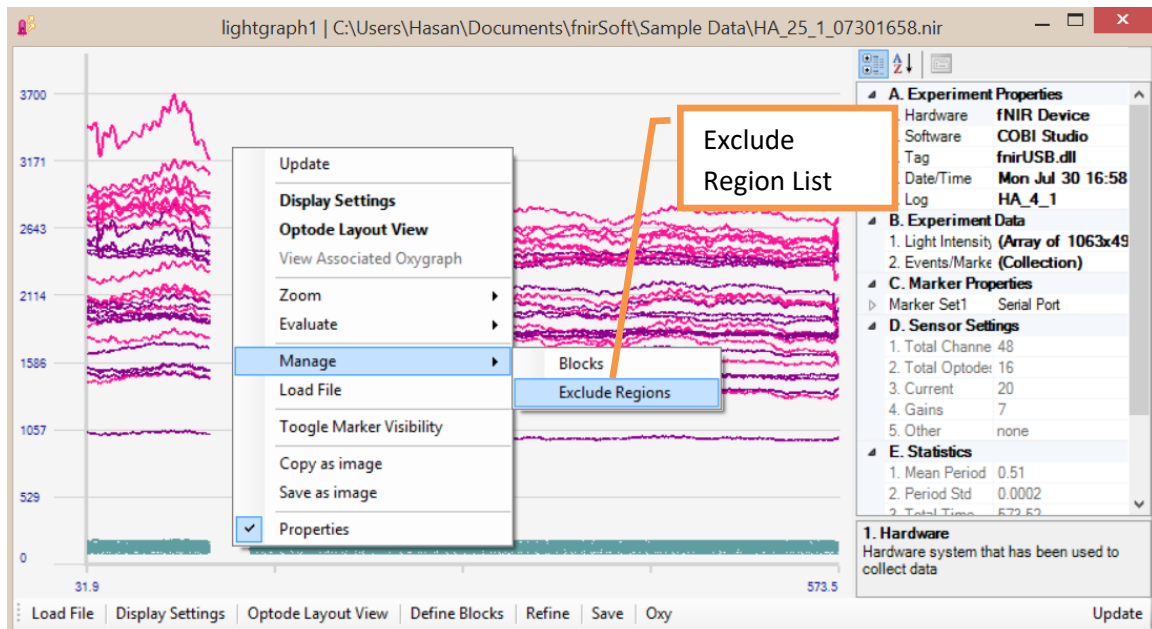 lightgraph1 | C:\Users\Hasan\Documents\fnirSoft\Sample Data\HA_25_1_07301658.nir
3700
3171
2643
2114
1586
1057
529
0
31.9
573.5
Update
Display Settings
Optode Layout View
View Associated Oxygraph
Zoom
Evaluate
Manage
Load File
Toogle Marker Visibility
Copy as image
Save as image
Properties
Blocks
Exclude Regions
Exclude
Region List
A. Experiment Properties
Hardware fNIR Device
Software COBI Studio
Tag fnirUSB.dll
Date/Time Mon Jul 30 16:58
Log HA_4_1
B. Experiment Data
1. Light Intensity (Array of 1063x49
2. Events/Marke (Collection)
C. Marker Properties
Marker Set1 Serial Port
D. Sensor Settings
1. Total Channe 48
2. Total Optodes 16
3. Current 20
4. Gains 7
5. Other none
E. Statistics
1. Mean Period 0.51
2. Period Std 0.0002
3. Total Time 573.52
1. Hardware
Hardware system that has been used to
collect data
Load File Display Settings Optode Layout View Define Blocks Refine Save Oxy Update